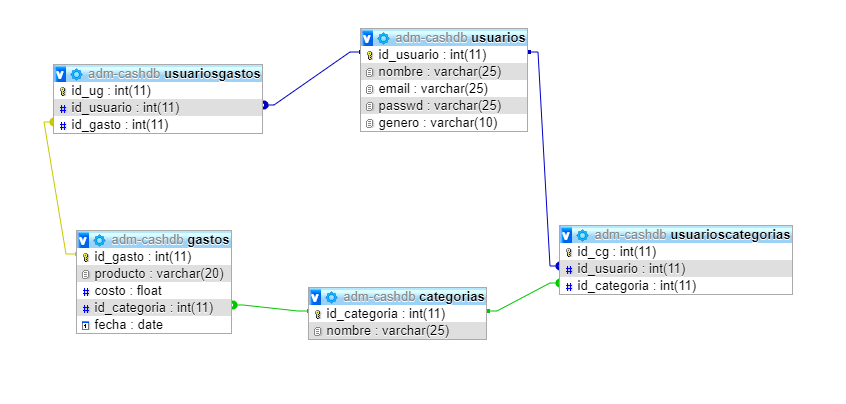 adm-cashdb usuarios
id_usuario : int(11)
nombre : varchar(25)
email : varchar(25)
passwd : varchar(25)
genero : varchar(10)
adm-cashdb usuariosgastos
id_ug : int(11)
id_usuario : int(11)
id_gasto : int(11)
adm-cashdb gastos
id_gasto : int(11)
producto : varchar(20)
costo : float
id_categoria : int(11)
fecha : date
adm-cashdb categorias
id_categoria : int(11)
nombre : varchar(25)
adm-cashdb usuarioscategorias
id_cg : int(11)
id_usuario : int(11)
id_categoria : int(11)